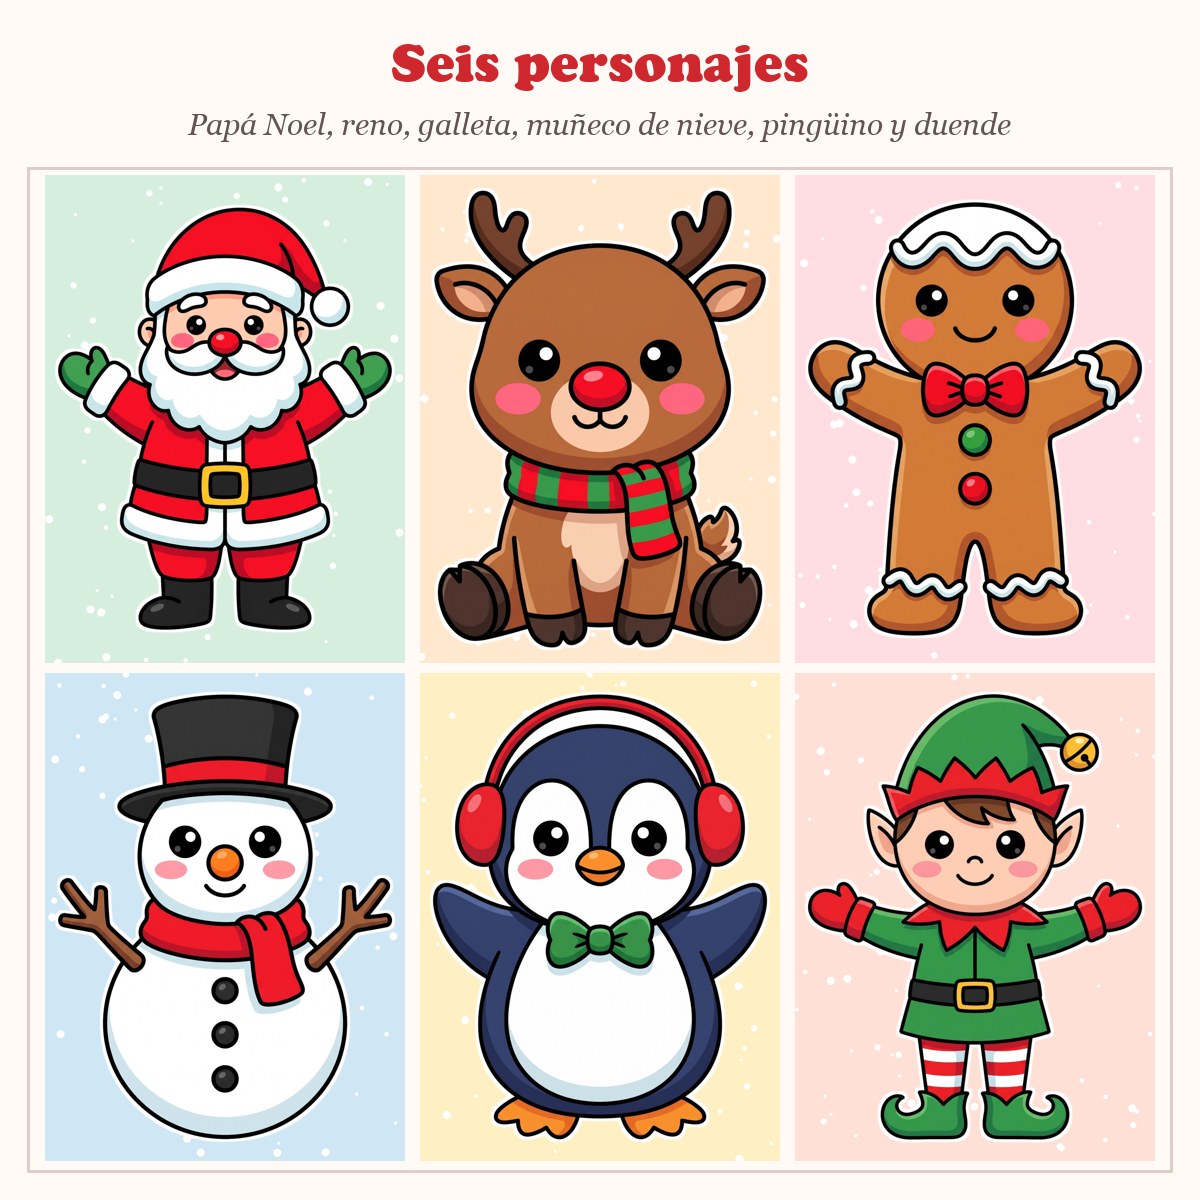 Seis personajes
Papá Noel, reno, galleta, muñeco de nieve, pingüino y duende